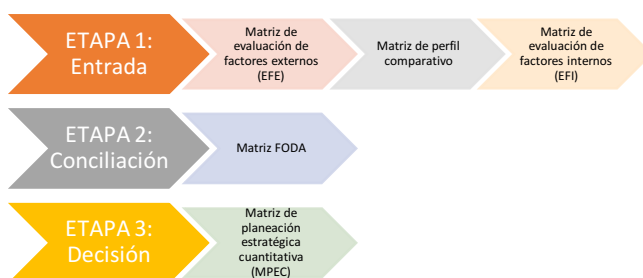 ETAPA 1:
Entrada
Matriz de
evaluación de
factores externos
(EFE)
Matriz de perfil
comparativo
Matriz de
evaluación de
factores internos
(EFI)
ETAPA 2:
Conciliación
Matriz FODA
ETAPA 3:
Decisión
Matriz de
planeación
estratégica
cuantitativa
(MPEC)